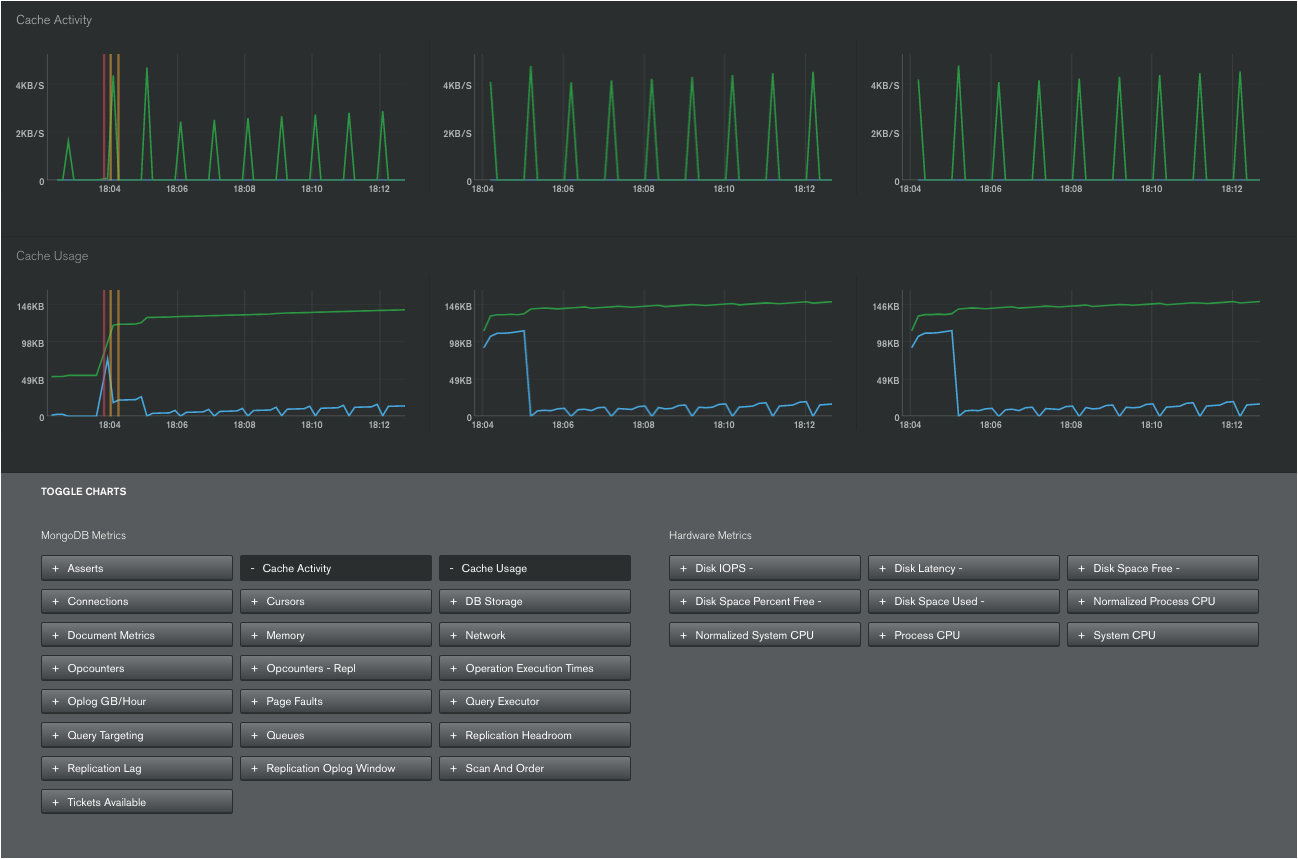 Cache Activity
4KB/S
2KB/S
0
18:04 18:06 18:08 18:10 18:12
4KB/S
2KB/S
0
18:04 18:06 18:08 18:10 18:12
4KB/S
2KB/S
0
18:04 18:06 18:08 18:10 18:12
Cache Usage
146KB
98KB
49KB
0
18:04 18:06 18:08 18:10 18:12
146KB
98KB
49KB
0
18:04 18:06 18:08 18:10 18:12
146KB
98KB
49KB
0
18:04 18:06 18:08 18:10 18:12
TOGGLE CHARTS
MongoDB Metrics
+ Asserts - Cache Activity - Cache Usage
+ Connections + Cursors + DB Storage
+ Document Metrics + Memory + Network
+ Opcounters + Opcounters - Repl + Operation Execution Times
+ Oplog GB/Hour + Page Faults + Query Executor
+ Query Targeting + Queues + Replication Headroom
+ Replication Lag + Replication Oplog Window + Scan And Order
+ Tickets Available
Hardware Metrics
+ Disk IOPS - + Disk Latency - + Disk Space Free -
+ Disk Space Percent Free - + Disk Space Used - + Normalized Process CPU
+ Normalized System CPU + Process CPU + System CPU